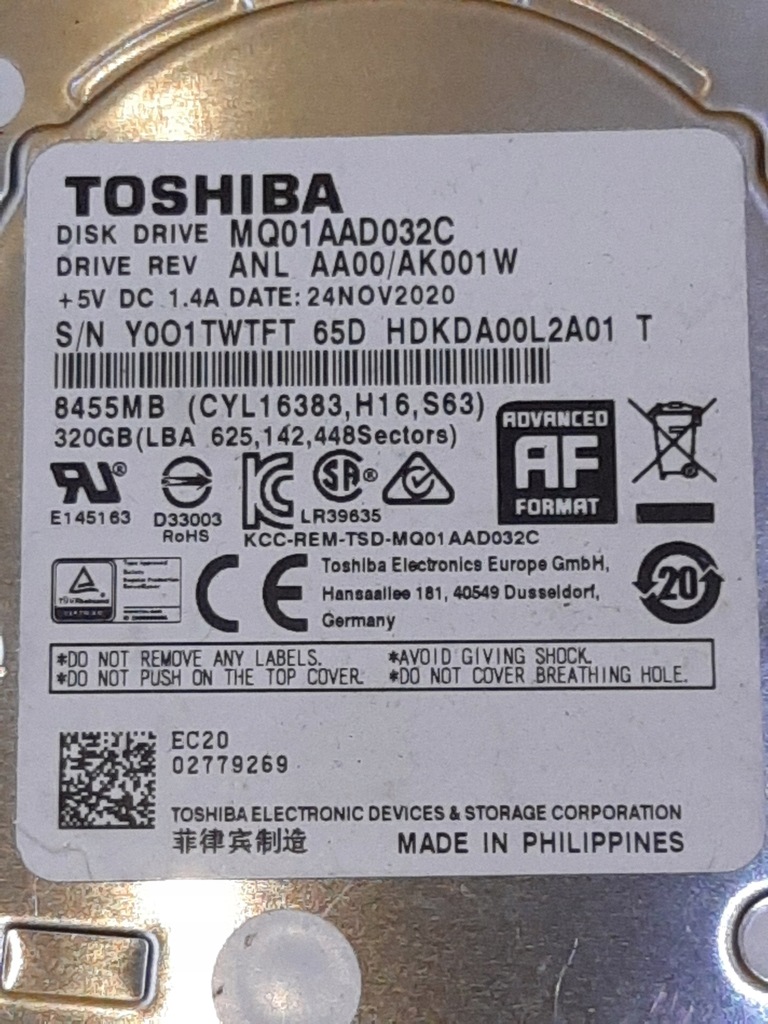 TOSHIBA
DISK DRIVE MQ01AAD032C
DRIVE REV ANL AA00/AK001W
+5V DC 1.4A DATE: 24NOV2020
S/N Y0O1TWTFT 65D HDKDA00L2A01 T
8455MB (CYL16383,H16,S63)
320GB(LBA 625,142,448Sectors)
ADVANCED
AF
FORMAT
E145163
D33003
RoHS
LR39635
KCC-REM-TSD-MQ01AAD032C
TÜVRheinland
CE
Toshiba Electronics Europe GmbH,
Hansaallee 181, 40549 Dusseldorf,
Germany
20
*DO NOT REMOVE ANY LABELS. *AVOID GIVING SHOCK.
*DO NOT PUSH ON THE TOP COVER. *DO NOT COVER BREATHING HOLE.
EC20
02779269
TOSHIBA ELECTRONIC DEVICES & STORAGE CORPORATION
菲律宾制造 MADE IN PHILIPPINES